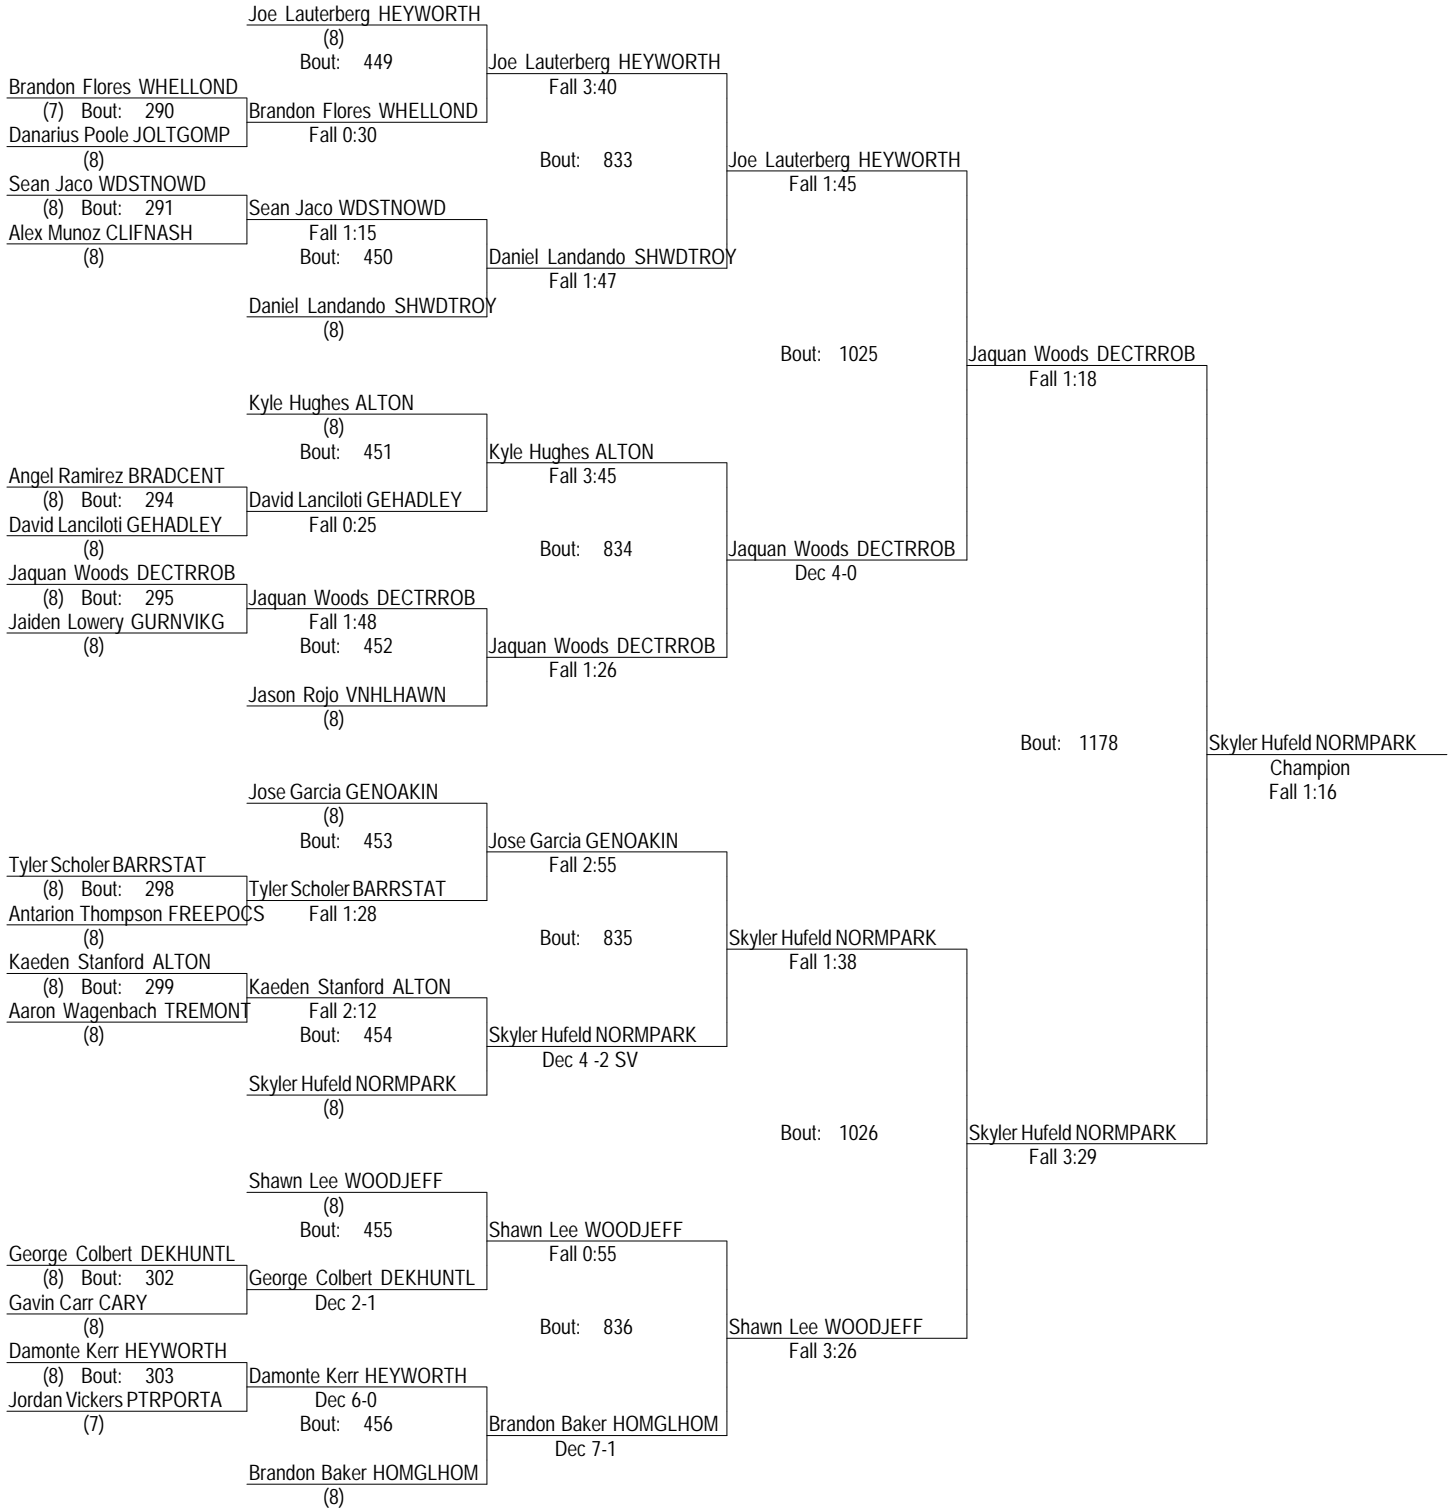 Joe Lauterberg HEYWORTH
(8)
Bout: 449
Joe Lauterberg HEYWORTH
Brandon Flores WHELLOND
Fall 3:40
(7) Bout: 290
Brandon Flores WHELLOND
Danarius Poole JOLTGOMP
Fall 0:30
(8)
Bout: 833
Joe Lauterberg HEYWORTH
Sean Jaco WDSTNOWD
Fall 1:45
(8) Bout: 291
Sean Jaco WDSTNOWD
Alex Munoz CLIFNASH
Fall 1:15
(8)
Bout: 450
Daniel Landando SHWDTROY
Fall 1:47
Daniel Landando SHWDTROY
(8)
Bout: 1025
Jaquan Woods DECTRROB
Fall 1:18
Kyle Hughes ALTON
(8)
Bout: 451
Kyle Hughes ALTON
Angel Ramirez BRADCENT
Fall 3:45
(8) Bout: 294
David Lanciloti GEHADLEY
David Lanciloti GEHADLEY
Fall 0:25
(8)
Bout: 834
Jaquan Woods DECTRROB
Jaquan Woods DECTRROB
Dec 4-0
(8) Bout: 295
Jaquan Woods DECTRROB
Jaiden Lowery GURNVIKG
Fall 1:48
(8)
Bout: 452
Jaquan Woods DECTRROB
Fall 1:26
Jason Rojo VNHLHAWN
(8)
Bout: 1178
Skyler Hufeld NORMPARK
Champion
Fall 1:16
Jose Garcia GENOAKIN
(8)
Bout: 453
Jose Garcia GENOAKIN
Tyler Scholer BARRSTAT
Fall 2:55
(8) Bout: 298
Tyler Scholer BARRSTAT
Antarion Thompson FREEPOCS
Fall 1:28
(8)
Bout: 835
Skyler Hufeld NORMPARK
Kaeden Stanford ALTON
Fall 1:38
(8) Bout: 299
Kaeden Stanford ALTON
Aaron Wagenbach TREMONT
Fall 2:12
(8)
Bout: 454
Skyler Hufeld NORMPARK
Dec 4 -2 SV
Skyler Hufeld NORMPARK
(8)
Bout: 1026
Skyler Hufeld NORMPARK
Fall 3:29
Shawn Lee WOODJEFF
(8)
Bout: 455
Shawn Lee WOODJEFF
George Colbert DEKHUNTL
Fall 0:55
(8) Bout: 302
George Colbert DEKHUNTL
Gavin Carr CARY
Dec 2-1
(8)
Bout: 836
Shawn Lee WOODJEFF
Damonte Kerr HEYWORTH
Fall 3:26
(8) Bout: 303
Damonte Kerr HEYWORTH
Jordan Vickers PTRPORTA
Dec 6-0
(7)
Bout: 456
Brandon Baker HOMGLHOM
Dec 7-1
Brandon Baker HOMGLHOM
(8)